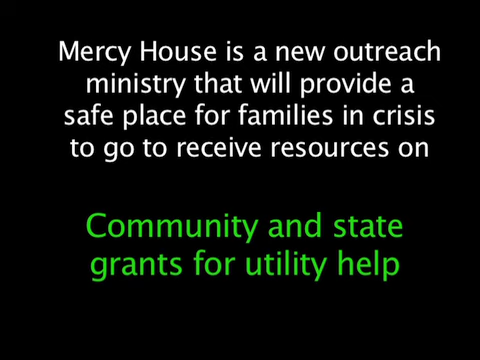 Mercy House is a new outreach
ministry that will provide a
safe place for families in crisis
to go to receive resources on
Community and state
grants for utility help